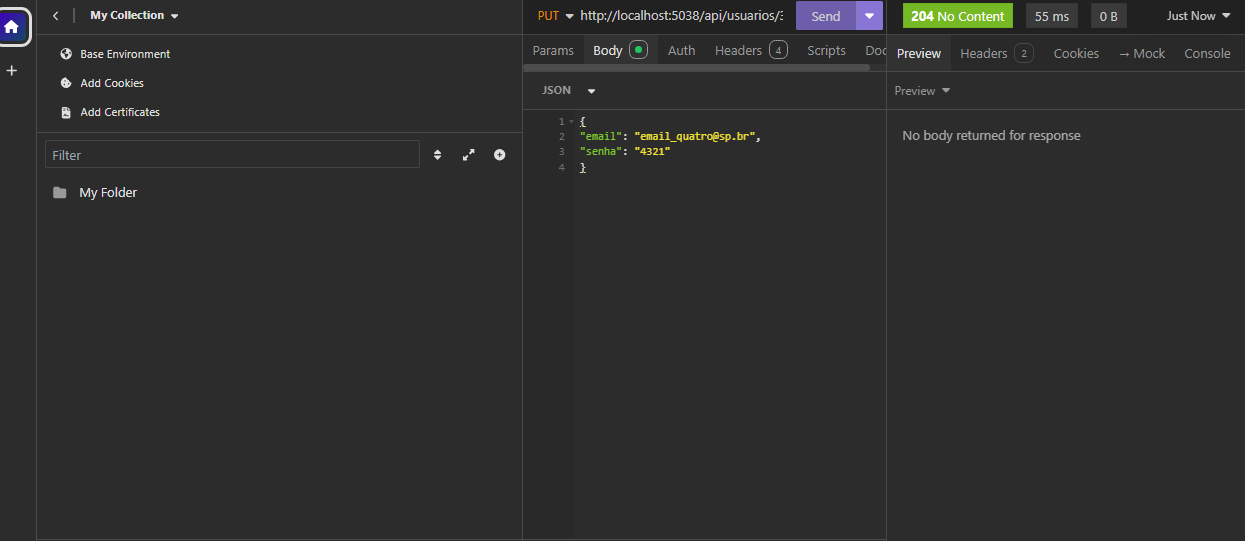 My Collection
Base Environment
Add Cookies
Add Certificates
Filter
My Folder
PUT http://localhost:5038/api/usuarios/3
Send
Params Body Auth Headers 4 Scripts Doc
JSON
1 {
2 "email": "email_quatro@sp.br",
3 "senha": "4321"
4 }
204 No Content 55 ms 0 B Just Now
Preview Headers 2 Cookies → Mock Console
Preview
No body returned for response